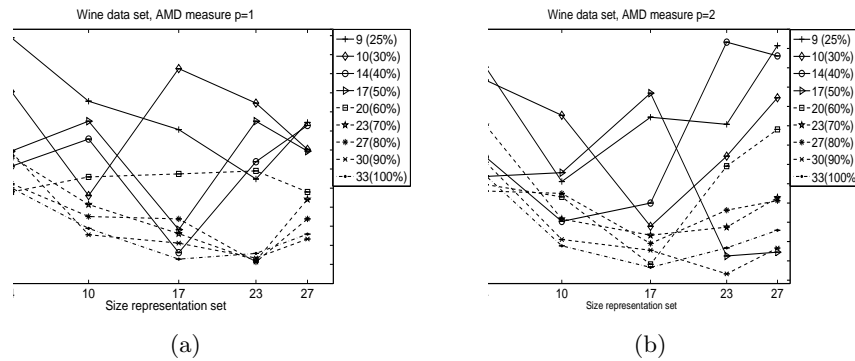 Wine data set, AMD measure p=1
9 (25%)
10(30%)
14(40%)
17(50%)
20(60%)
23(70%)
27(80%)
30(90%)
33(100%)
10 17 23 27
Size representation set
(a)
Wine data set, AMD measure p=2
9 (25%)
10(30%)
14(40%)
17(50%)
20(60%)
23(70%)
27(80%)
30(90%)
33(100%)
10 17 23 27
Size representation set
(b)